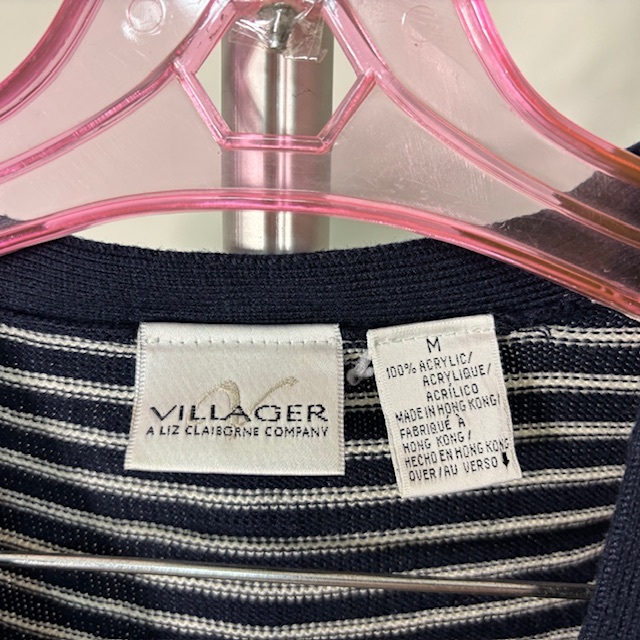 VILLAGER
A LIZ CLAIBORNE COMPANY
M
100% ACRYLIC/
ACRYLIQUE/
ACRÍLICO
MADE IN HONG KONG/
FABRIQUÉ À
HONG KONG/
HECHO EN HONG KONG
OVER/AU VERSO